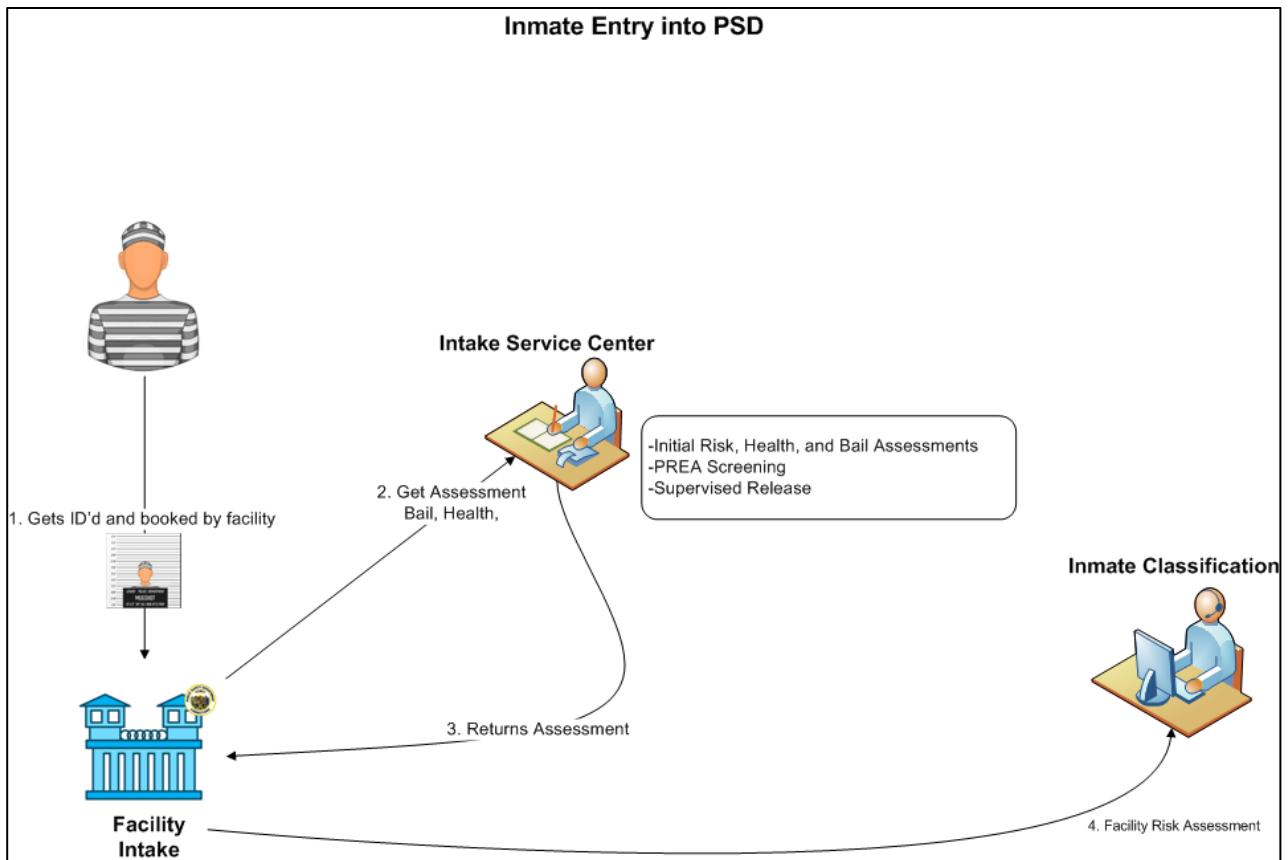 Inmate Entry into PSD
Intake Service Center
-Initial Risk, Health, and Bail Assessments
-PREA Screening
-Supervised Release
2. Get Assessment
Bail, Health,
1. Gets ID'd and booked by facility
MUGSHOT
Inmate Classification
3. Returns Assessment
Facility
Intake
4. Facility Risk Assessment